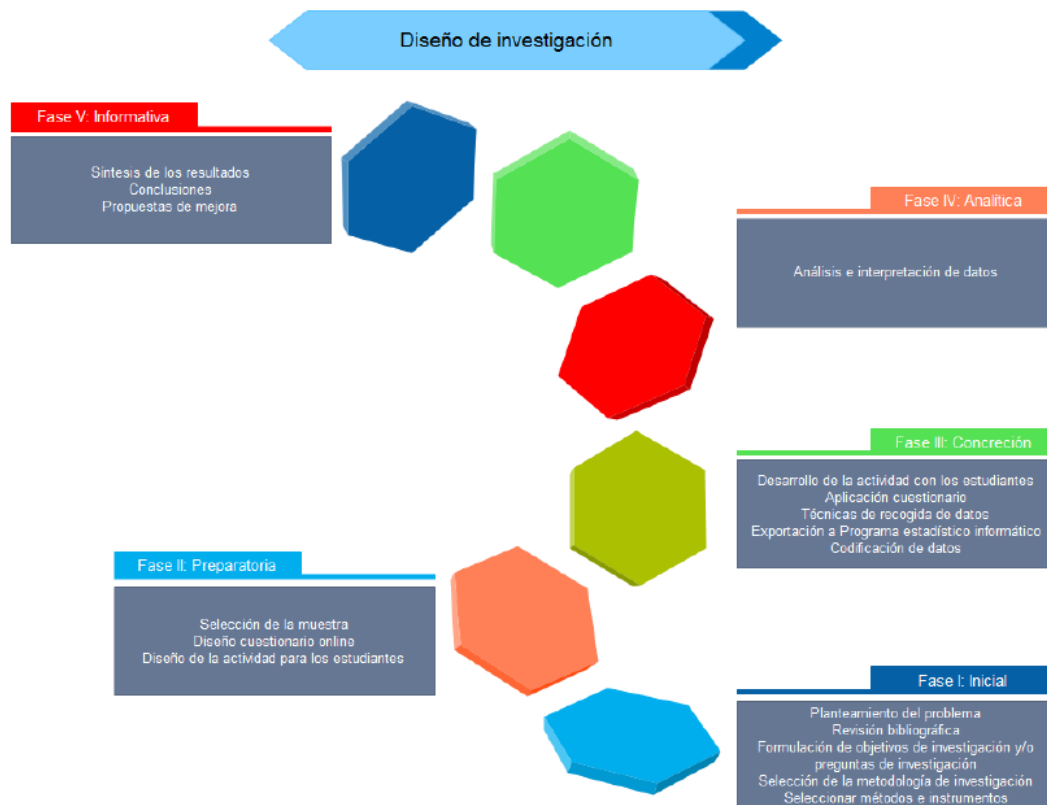 Diseño de investigación
Fase V: Informativa
Síntesis de los resultados
Conclusiones
Propuestas de mejora
Fase IV: Analítica
Análisis e interpretación de datos
Fase III: Concreción
Desarrollo de la actividad con los estudiantes
Aplicación cuestionario
Técnicas de recogida de datos
Exportación a Programa estadístico informático
Codificación de datos
Fase II: Preparatoria
Selección de la muestra
Diseño cuestionario online
Diseño de la actividad para los estudiantes
Fase I: Inicial
Planteamiento del problema
Revisión bibliográfica
Formulación de objetivos de investigación y/o
preguntas de investigación
Selección de la metodología de investigación
Seleccionar métodos e instrumentos